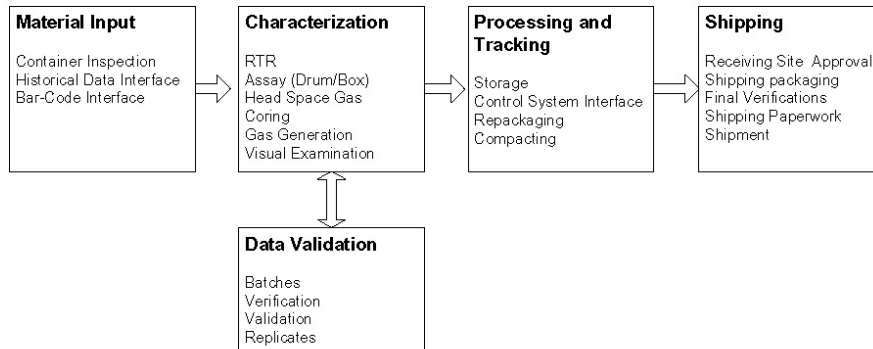 Material Input
Container Inspection
Historical Data Interface
Bar-Code Interface
Characterization
RTR
Assay (Drum/Box)
Head Space Gas
Coring
Gas Generation
Visual Examination
Processing and
Tracking
Storage
Control System Interface
Repackaging
Compacting
Shipping
Receiving Site Approval
Shipping packaging
Final Verifications
Shipping Paperwork
Shipment
Data Validation
Batches
Verification
Validation
Replicates